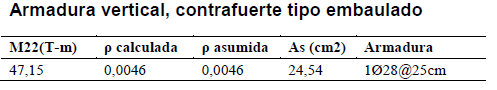 Armadura vertical, contrafuerte tipo embaulado
M22(T-m) ρ calculada ρ asumida As (cm2) Armadura
47,15 0,0046 0,0046 24,54 1Ø28@25cm